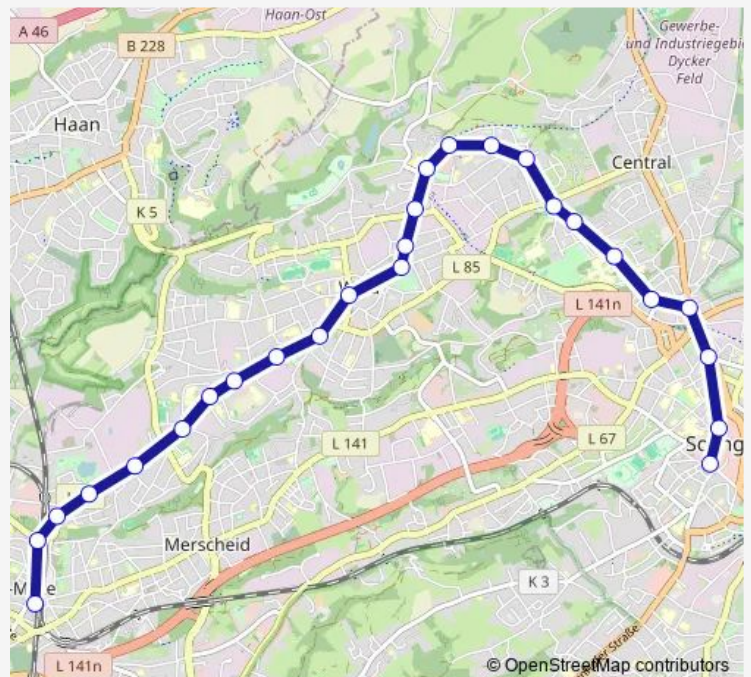 Haan-Ost
A 46
B 228
Gewerbe-
und Industriegebi
Dycker
Feld
Haan
Central
K 5
L 85
L 141n
L 141
L 67
Merscheid
K 3
L 141n
© OpenStreetMap contributors